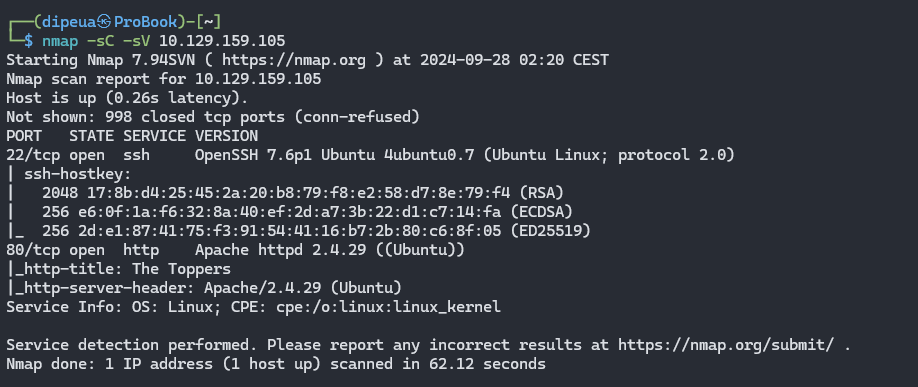 ┌──(dipeua㉿ProBook)-[~]
└─$ nmap -sC -sV 10.129.159.105
Starting Nmap 7.94SVN ( https://nmap.org ) at 2024-09-28 02:20 CEST
Nmap scan report for 10.129.159.105
Host is up (0.26s latency).
Not shown: 998 closed tcp ports (conn-refused)
PORT   STATE SERVICE VERSION
22/tcp open  ssh     OpenSSH 7.6p1 Ubuntu 4ubuntu0.7 (Ubuntu Linux; protocol 2.0)
| ssh-hostkey:
|   2048 17:8b:d4:25:45:2a:20:b8:79:f8:e2:58:d7:8e:79:f4 (RSA)
|   256 e6:0f:1a:f6:32:8a:40:ef:2d:a7:3b:22:d1:c7:14:fa (ECDSA)
|_  256 2d:e1:87:41:75:f3:91:54:41:16:b7:2b:80:c6:8f:05 (ED25519)
80/tcp open  http    Apache httpd 2.4.29 ((Ubuntu))
|_http-title: The Toppers
|_http-server-header: Apache/2.4.29 (Ubuntu)
Service Info: OS: Linux; CPE: cpe:/o:linux:linux_kernel

Service detection performed. Please report any incorrect results at https://nmap.org/submit/ .
Nmap done: 1 IP address (1 host up) scanned in 62.12 seconds